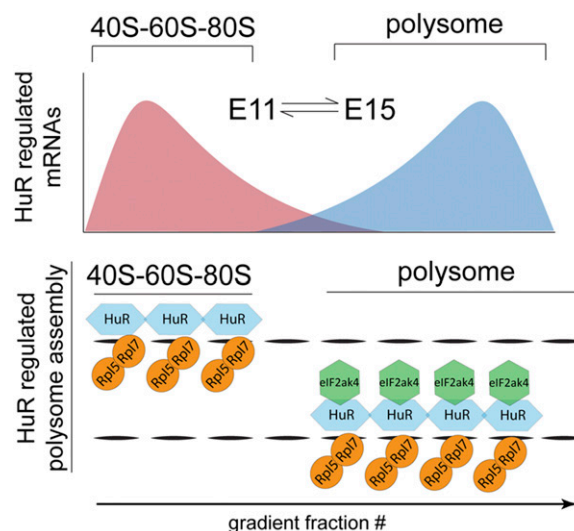 40S-60S-80S
polysome
HuR regulated
mRNAs
E11
E15
HuR regulated
polysome assembly
40S-60S-80S
polysome
HuR HuR HuR
Rpl5 Rpl7 Rpl5 Rpl7 Rpl5 Rpl7
eIF2ak4 eIF2ak4 eIF2ak4 eIF2ak4
HuR HuR HuR HuR
Rpl5 Rpl7 Rpl5 Rpl7 Rpl5 Rpl7 Rpl5 Rpl7
gradient fraction #